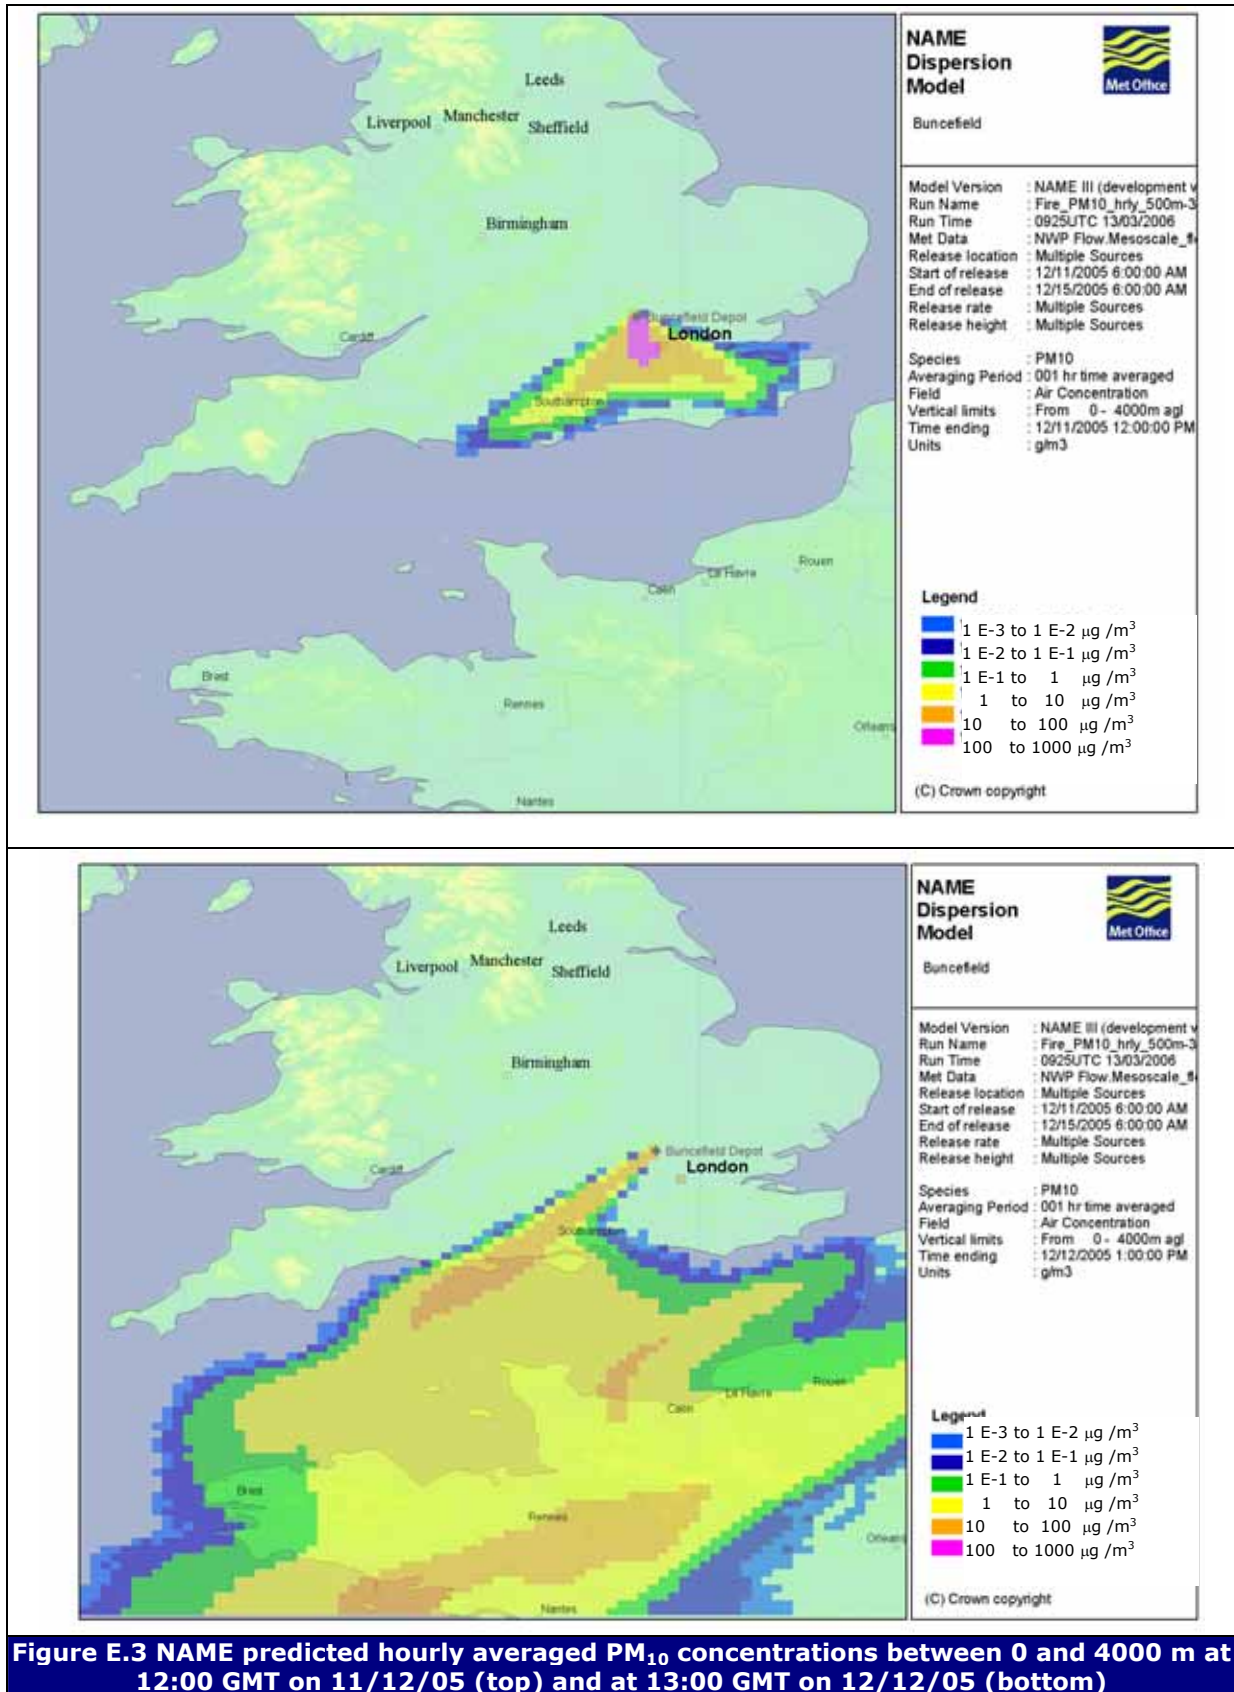 Leeds
Liverpool Manchester Sheffield
Birmingham
Cardiff
Buncefield Depot
London
Southampton
Rouen
Le Havre
Caen
Brest
Rennes
Orleans
Nantes
NAME
Dispersion
Model
Met Office
Buncefield
Model Version : NAME III (development v
Run Name : Fire_PM10_hrly_500m-3
Run Time : 0925UTC 13/03/2006
Met Data : NWP Flow.Mesoscale_fl
Release location : Multiple Sources
Start of release : 12/11/2005 6:00:00 AM
End of release : 12/15/2005 6:00:00 AM
Release rate : Multiple Sources
Release height : Multiple Sources
Species : PM10
Averaging Period : 001 hr time averaged
Field : Air Concentration
Vertical limits : From 0 - 4000m agl
Time ending : 12/11/2005 12:00:00 PM
Units : g/m3
Legend
1 E-3 to 1 E-2 µg /m³
1 E-2 to 1 E-1 µg /m³
1 E-1 to 1 µg /m³
1 to 10 µg /m³
10 to 100 µg /m³
100 to 1000 µg /m³
(C) Crown copyright
Leeds
Liverpool Manchester Sheffield
Birmingham
Cardiff
Buncefield Depot
London
Southampton
Le Havre
Rouen
Caen
Brest
Rennes
Orleans
Nantes
NAME
Dispersion
Model
Met Office
Buncefield
Model Version : NAME III (development v
Run Name : Fire_PM10_hrly_500m-3
Run Time : 0925UTC 13/03/2006
Met Data : NWP Flow.Mesoscale_fl
Release location : Multiple Sources
Start of release : 12/11/2005 6:00:00 AM
End of release : 12/15/2005 6:00:00 AM
Release rate : Multiple Sources
Release height : Multiple Sources
Species : PM10
Averaging Period : 001 hr time averaged
Field : Air Concentration
Vertical limits : From 0 - 4000m agl
Time ending : 12/12/2005 1:00:00 PM
Units : g/m3
Legend
1 E-3 to 1 E-2 µg /m³
1 E-2 to 1 E-1 µg /m³
1 E-1 to 1 µg /m³
1 to 10 µg /m³
10 to 100 µg /m³
100 to 1000 µg /m³
(C) Crown copyright
Figure E.3 NAME predicted hourly averaged PM₁₀ concentrations between 0 and 4000 m at
12:00 GMT on 11/12/05 (top) and at 13:00 GMT on 12/12/05 (bottom)